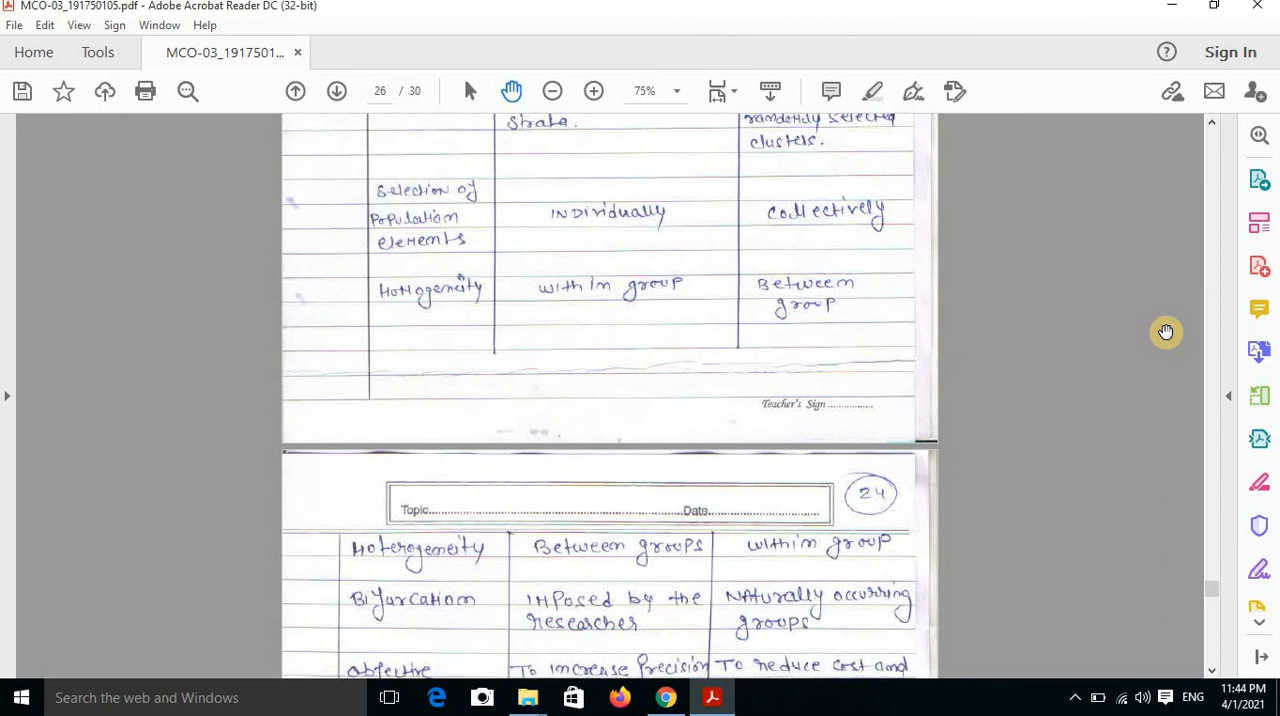 MCO-03_191750105.pdf - Adobe Acrobat Reader DC (32-bit)
File Edit View Sign Window Help
Home Tools MCO-03_1917501... × Sign In
26 / 30 75%
Strata. randomly selected
clusters.
Selection of
Population INDividually collectively
elements
Homogeneity within group Between
group
Teacher's Sign ................
24
Topic.......................................................Date..............................
Heterogeneity Between groups within group
Bifurcation Imposed by the NAturally occurring
researcher groups
objective To increase Precision To reduce cost and
Search the web and Windows
ENG
11:44 PM
4/1/2021